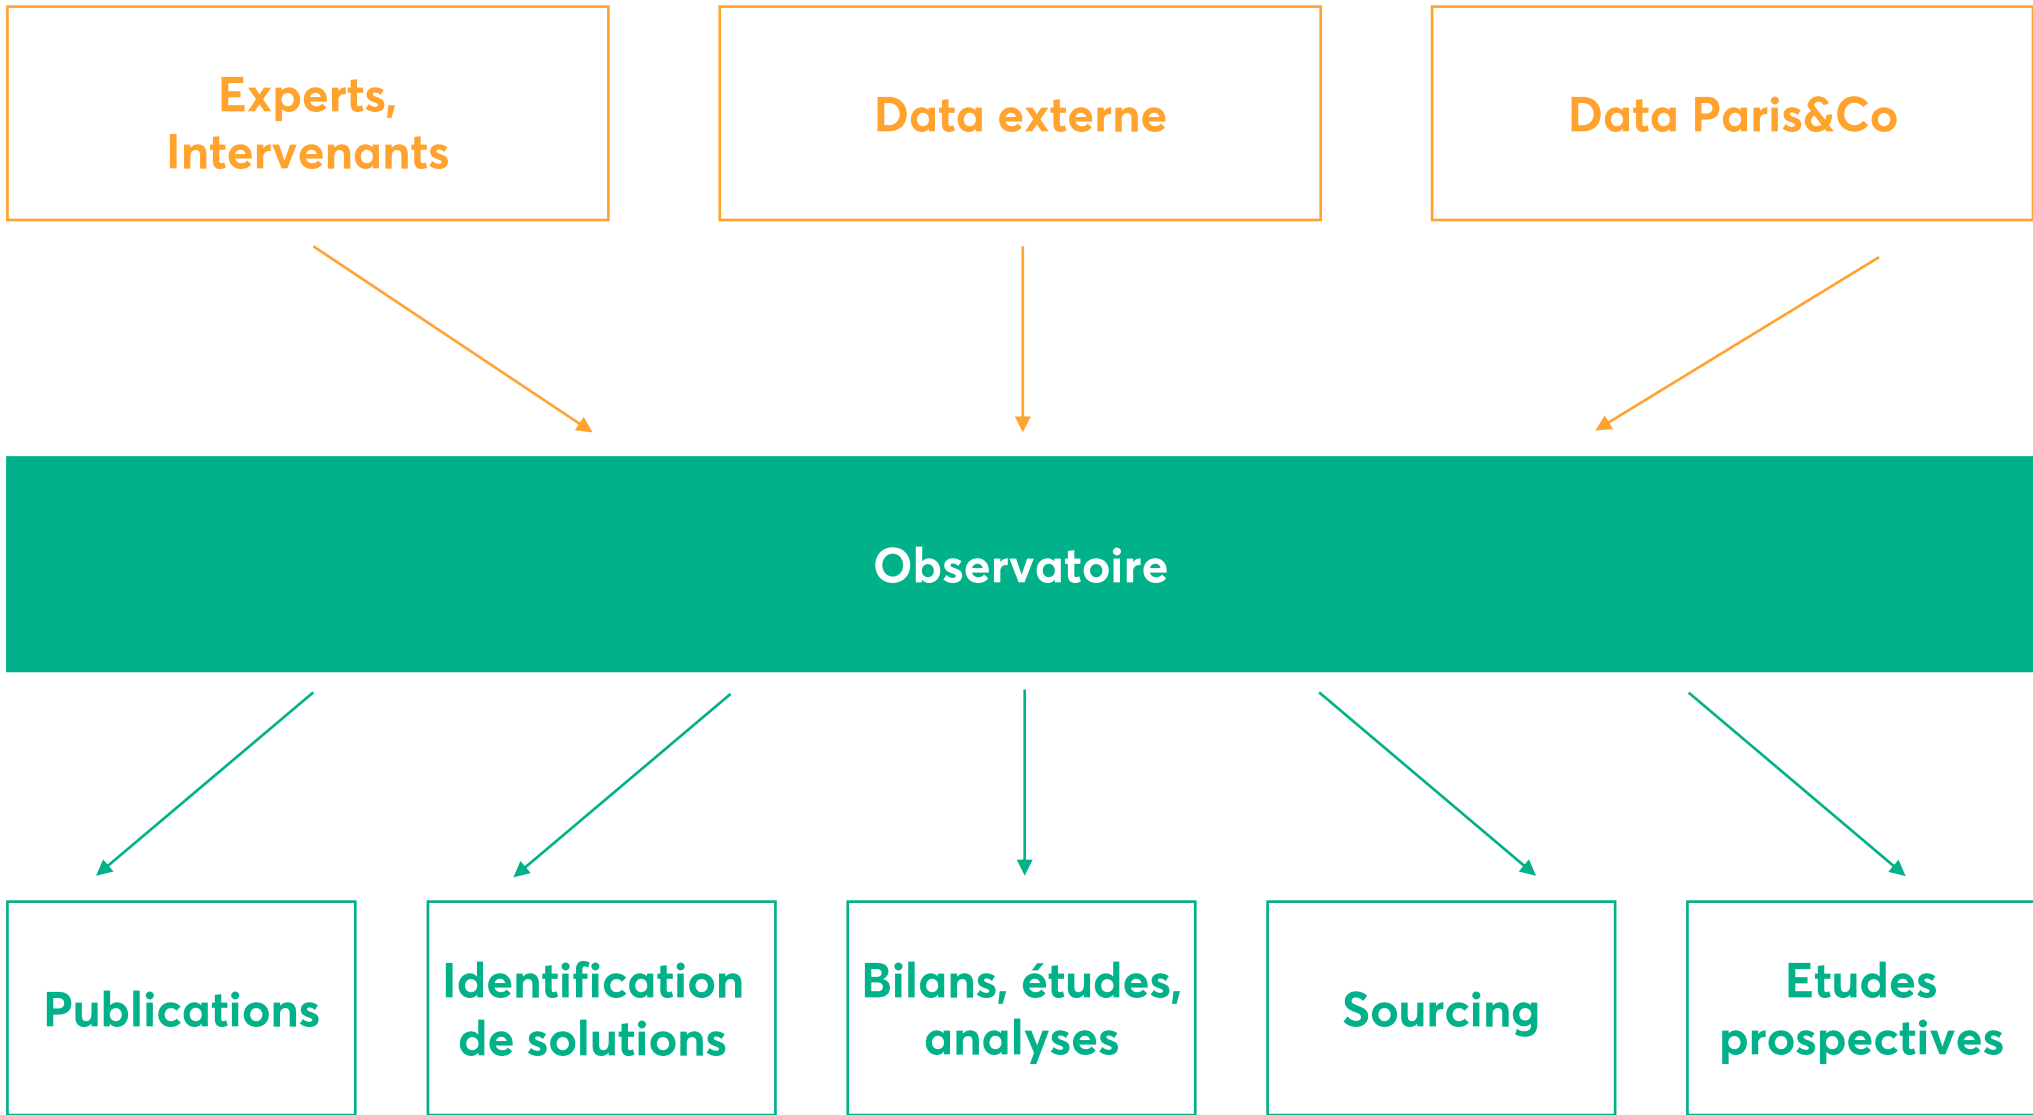 Experts,
Intervenants
Data externe
Data Paris&Co
Observatoire
Publications
Identification
de solutions
Bilans, études,
analyses
Sourcing
Etudes
prospectives